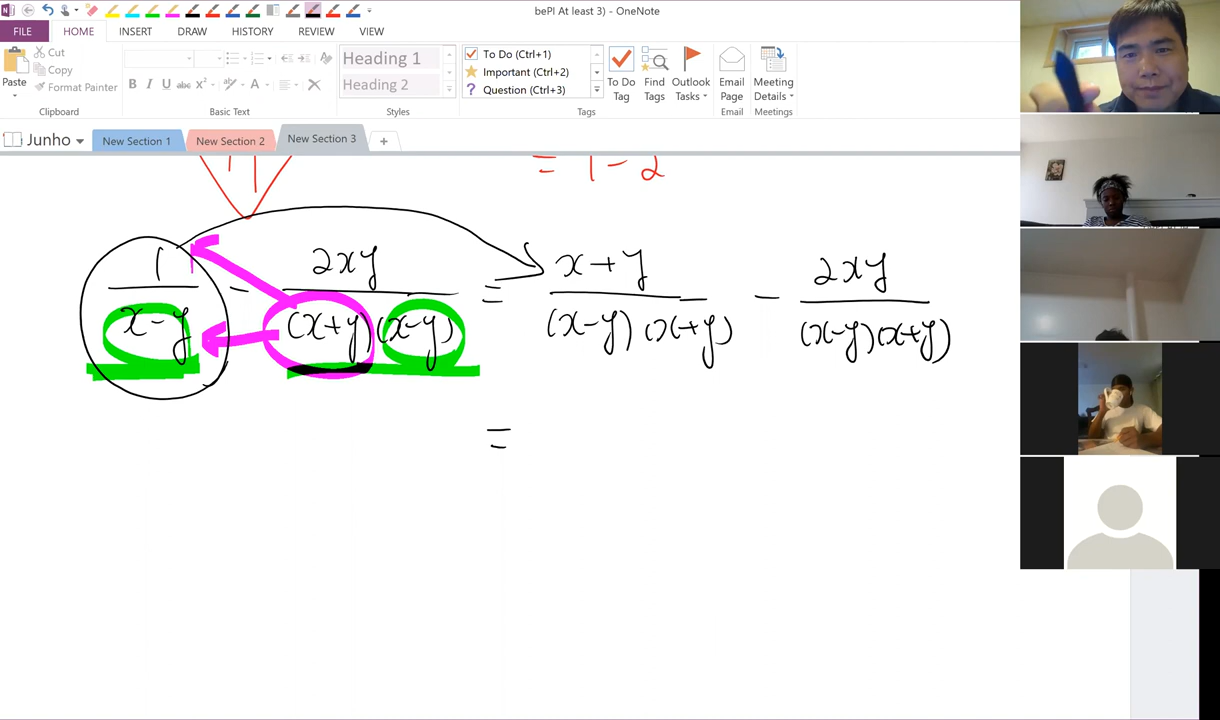 bePI At least 3) - OneNote
FILE HOME INSERT DRAW HISTORY REVIEW VIEW
Paste
Cut
Copy
Format Painter
Clipboard
B I U abc x₂ A
Basic Text
Heading 1
Heading 2
Styles
To Do (Ctrl+1)
Important (Ctrl+2)
? Question (Ctrl+3)
To Do Tag
Find Tags
Tags
Outlook Tasks
Email Page
Email
Meeting Details
Meetings
Junho New Section 1 New Section 2 New Section 3 +
= 1 - 2
1/(x-y) - 2xy/((x+y)(x-y)) = (x+y)/((x-y)(x+y)) - 2xy/((x-y)(x+y))
=